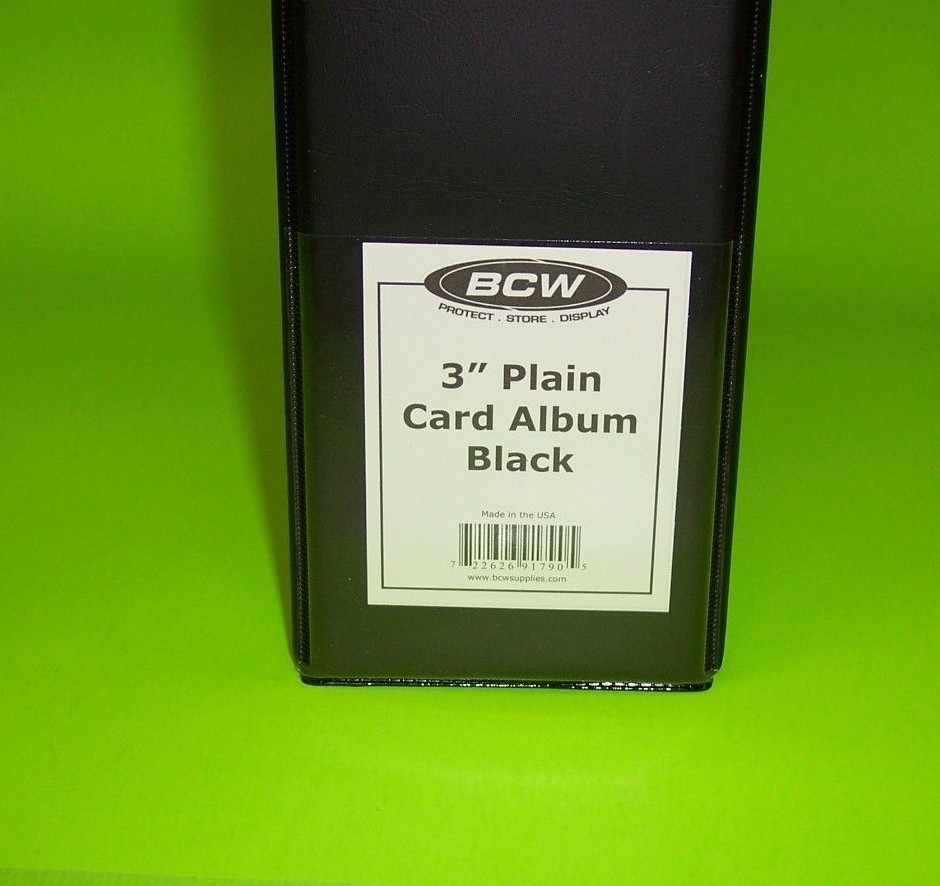 BCW
PROTECT . STORE . DISPLAY
3" Plain
Card Album
Black
Made in the USA
7 22626 91790 5
www.bcwsupplies.com